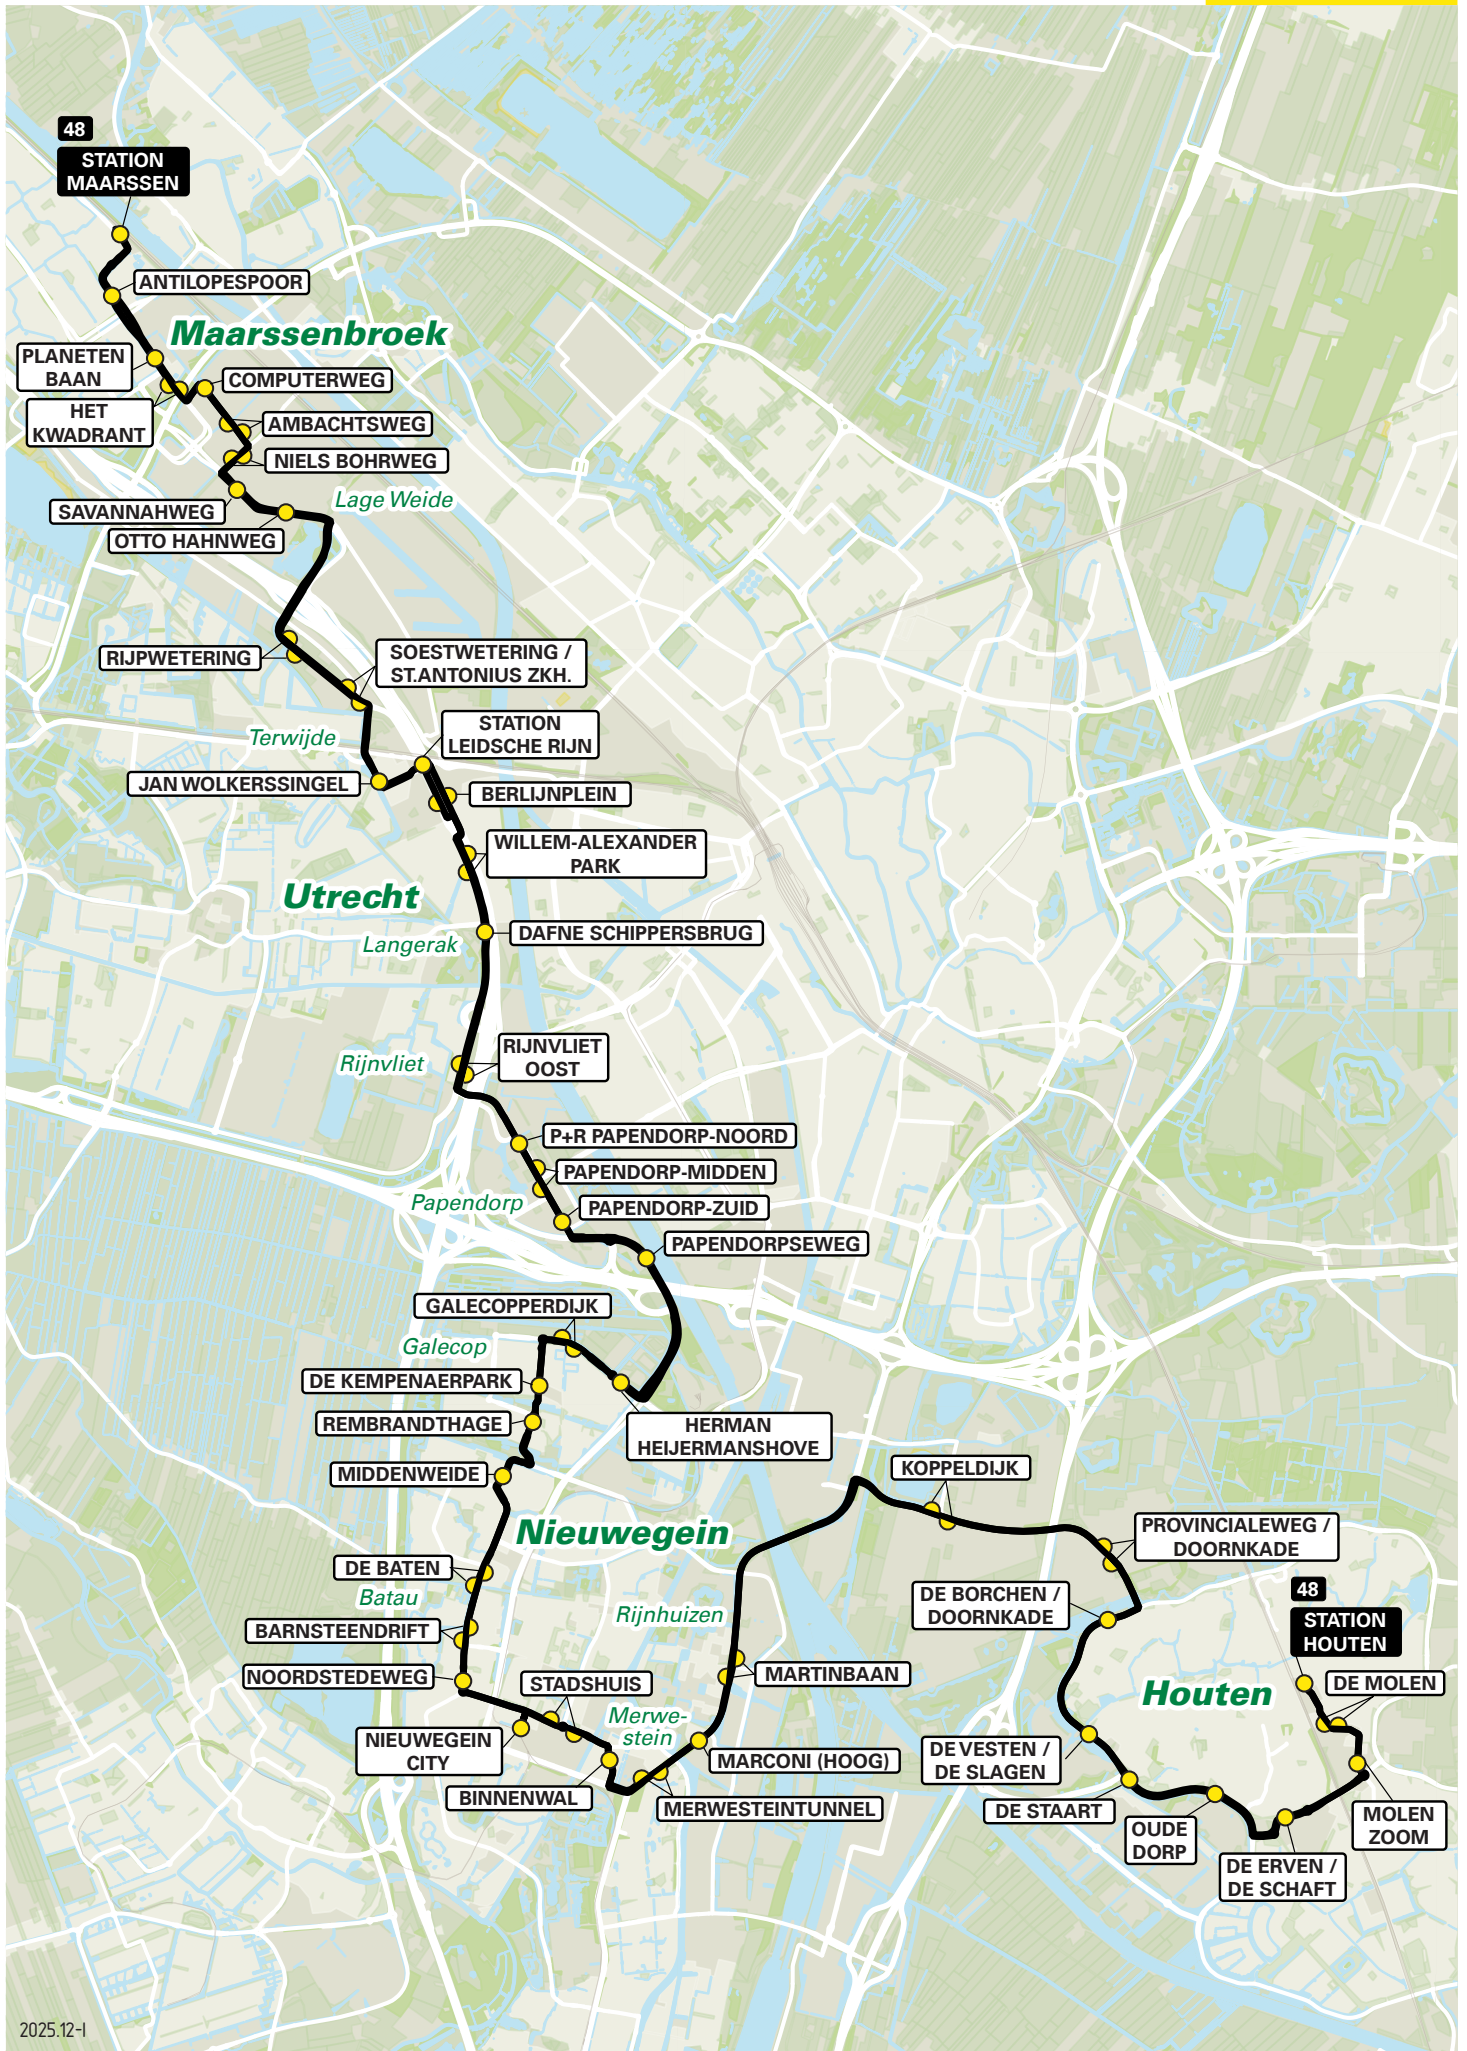 48
STATION
MAARSSEN
ANTILOPESPOOR
Maarssenbroek
PLANETEN
BAAN
COMPUTERWEG
HET
KWADRANT
AMBACHTSWEG
NIELS BOHRWEG
Lage Weide
SAVANNAHWEG
OTTO HAHNWEG
RIJPWETERING
SOESTWETERING /
ST.ANTONIUS ZKH.
Terwijde
STATION
LEIDSCHE RIJN
JAN WOLKERSSINGEL
BERLIJNPLEIN
WILLEM-ALEXANDER
PARK
Utrecht
DAFNE SCHIPPERSBRUG
Langerak
RIJNVLIET
OOST
Rijnvliet
P+R PAPENDORP-NOORD
PAPENDORP-MIDDEN
Papendorp
PAPENDORP-ZUID
PAPENDORPSEWEG
GALECOPPERDIJK
Galecop
DE KEMPENAERPARK
REMBRANDTHAGE
HERMAN
HEIJERMANSHOVE
MIDDENWEIDE
KOPPELDIJK
Nieuwegein
PROVINCIALEWEG /
DOORNKADE
DE BATEN
Batau
DE BORCHEN /
DOORNKADE
48
STATION
HOUTEN
Rijnhuizen
BARNSTEENDRIFT
NOORDSTEDEWEG
STADSHUIS
MARTINBAAN
DE MOLEN
Houten
Merwe-
stein
NIEUWEGEIN
CITY
MARCONI (HOOG)
DE VESTEN /
DE SLAGEN
BINNENWAL
MERWESTEINTUNNEL
DE STAART
OUDE
DORP
MOLEN
ZOOM
DE ERVEN /
DE SCHAFT
2025.12-I